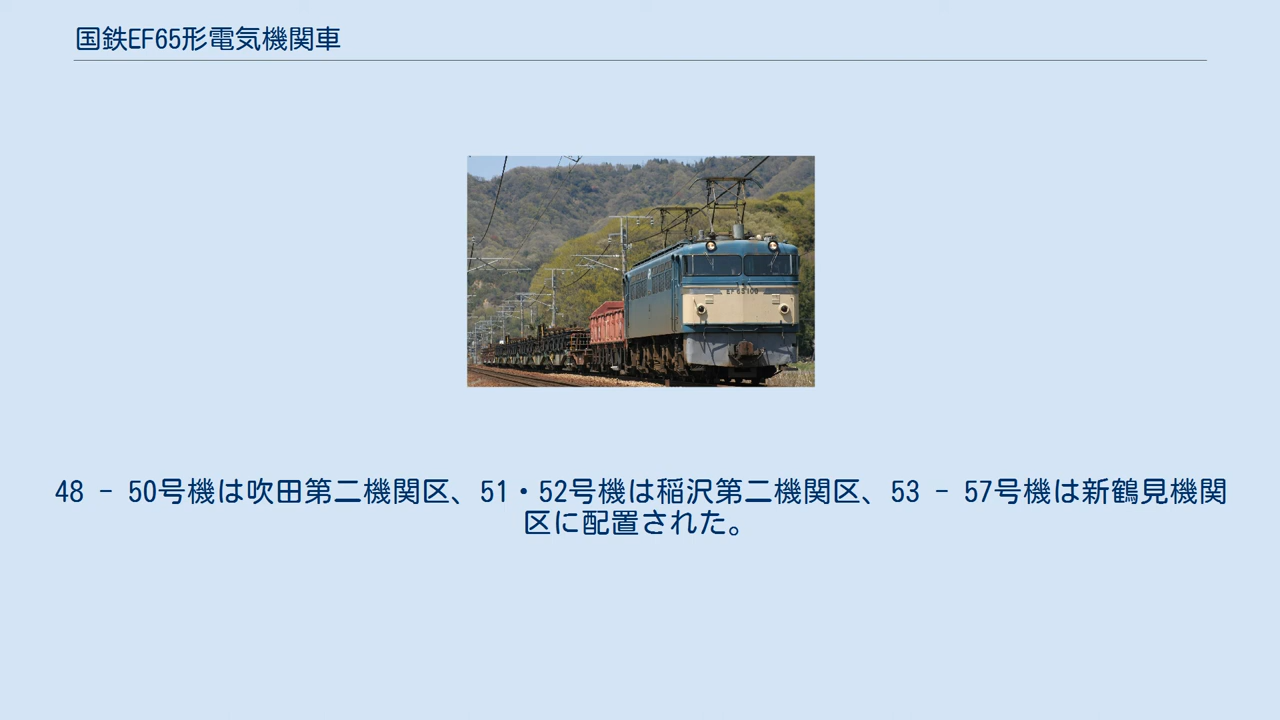 国鉄EF65形電気機関車
48 - 50号機は吹田第二機関区、51・52号機は稲沢第二機関区、53 - 57号機は新鶴見機関
区に配置された。